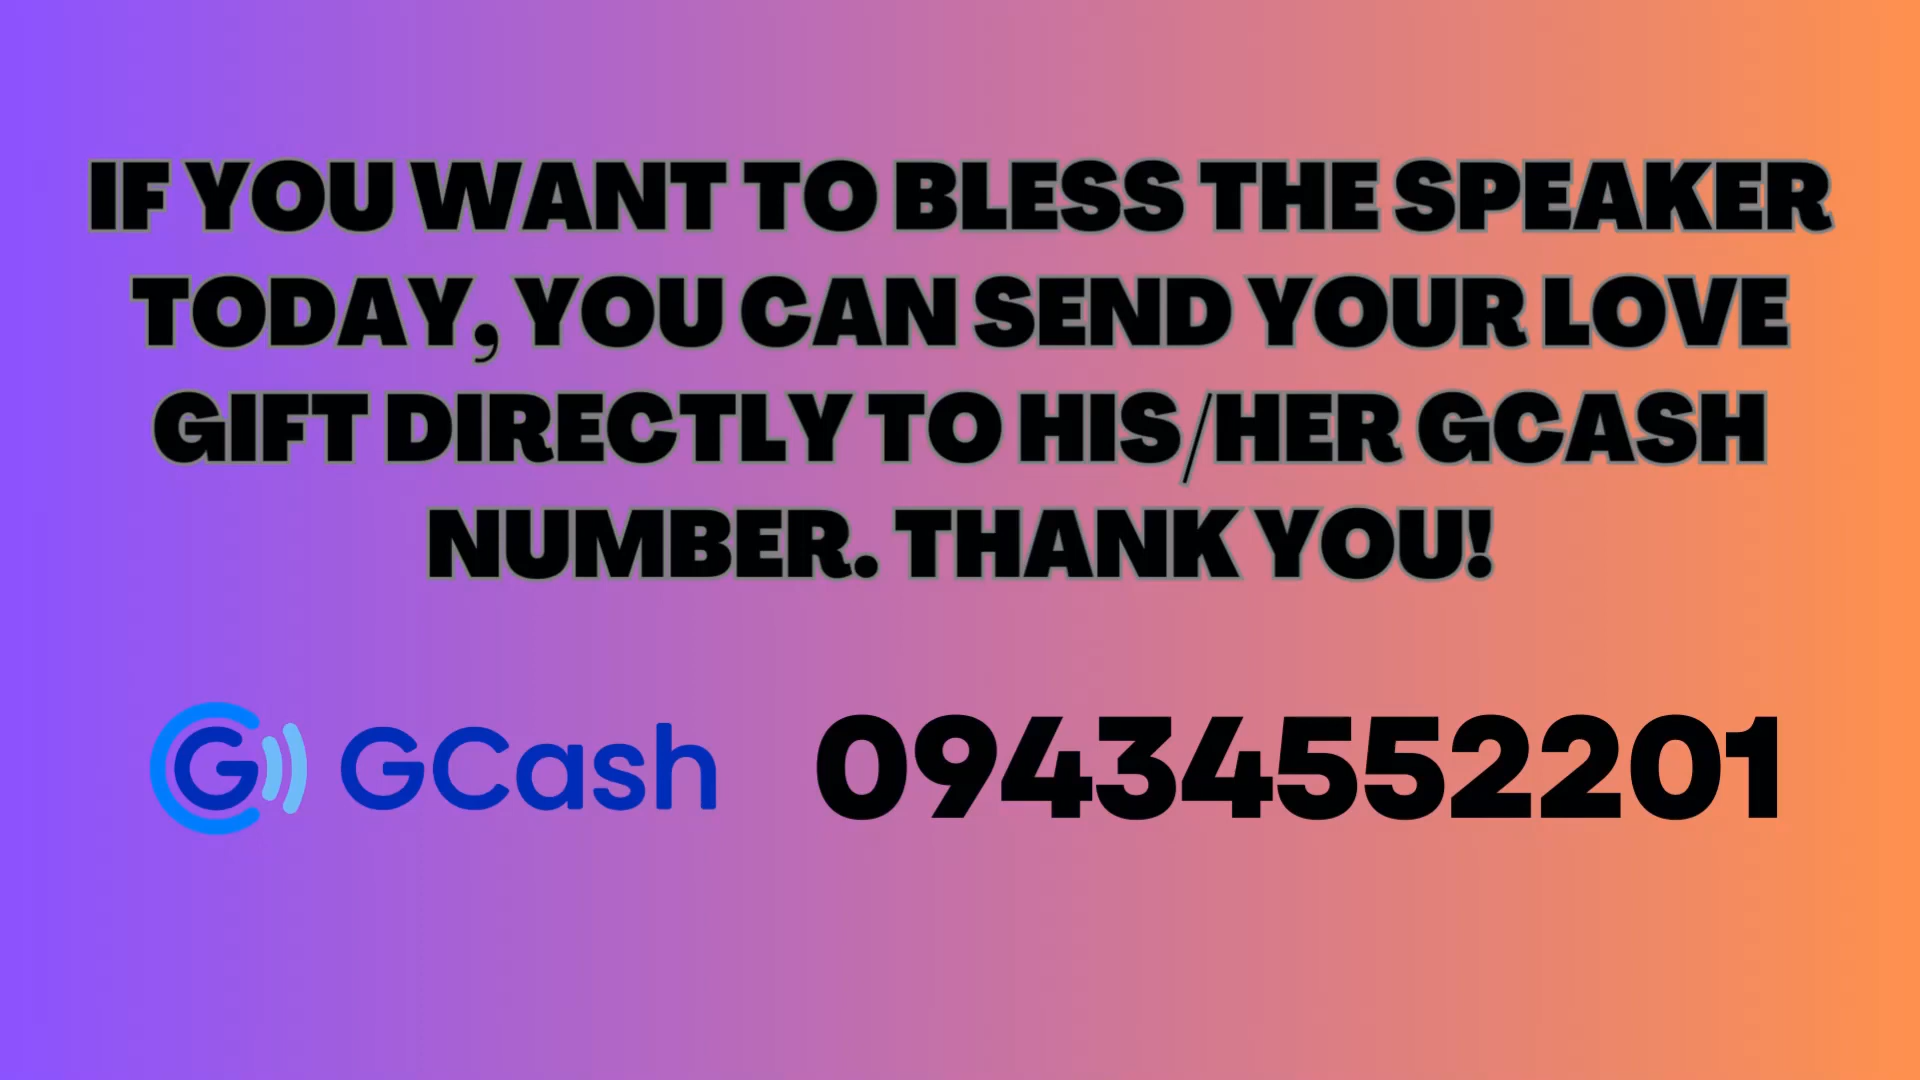 IF YOU WANT TO BLESS THE SPEAKER
TODAY, YOU CAN SEND YOUR LOVE
GIFT DIRECTLY TO HIS/HER GCASH
NUMBER. THANK YOU!
G GCash 09434552201